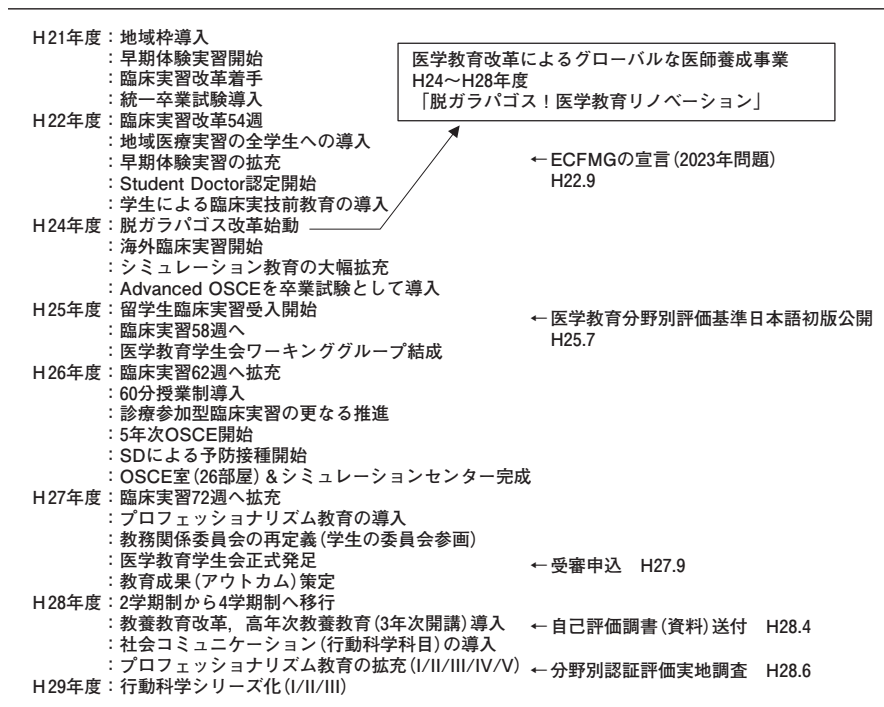 H21年度：地域枠導入
：早期体験実習開始
：臨床実習改革着手
：統一卒業試験導入
医学教育改革によるグローバルな医師養成事業
H24～H28年度
「脱ガラパゴス！医学教育リノベーション」
H22年度：臨床実習改革54週
：地域医療実習の全学生への導入
：早期体験実習の拡充
←ECFMGの宣言(2023年問題)
H22.9
：Student Doctor認定開始
：学生による臨床実技前教育の導入
H24年度：脱ガラパゴス改革始動
：海外臨床実習開始
：シミュレーション教育の大幅拡充
：Advanced OSCEを卒業試験として導入
H25年度：留学生臨床実習受入開始
←医学教育分野別評価基準日本語初版公開
H25.7
：臨床実習58週へ
：医学教育学生会ワーキンググループ結成
H26年度：臨床実習62週へ拡充
：60分授業制導入
：診療参加型臨床実習の更なる推進
：5年次OSCE開始
：SDによる予防接種開始
：OSCE室(26部屋)＆シミュレーションセンター完成
H27年度：臨床実習72週へ拡充
：プロフェッショナリズム教育の導入
：教務関係委員会の再定義(学生の委員会参画)
：医学教育学生会正式発足
←受審申込　H27.9
：教育成果(アウトカム)策定
H28年度：2学期制から4学期制へ移行
：教養教育改革，高年次教養教育(3年次開講)導入
←自己評価調書(資料)送付　H28.4
：社会コミュニケーション(行動科学科目)の導入
：プロフェッショナリズム教育の拡充(I/II/III/IV/V)
←分野別認証評価実地調査　H28.6
H29年度：行動科学シリーズ化(I/II/III)